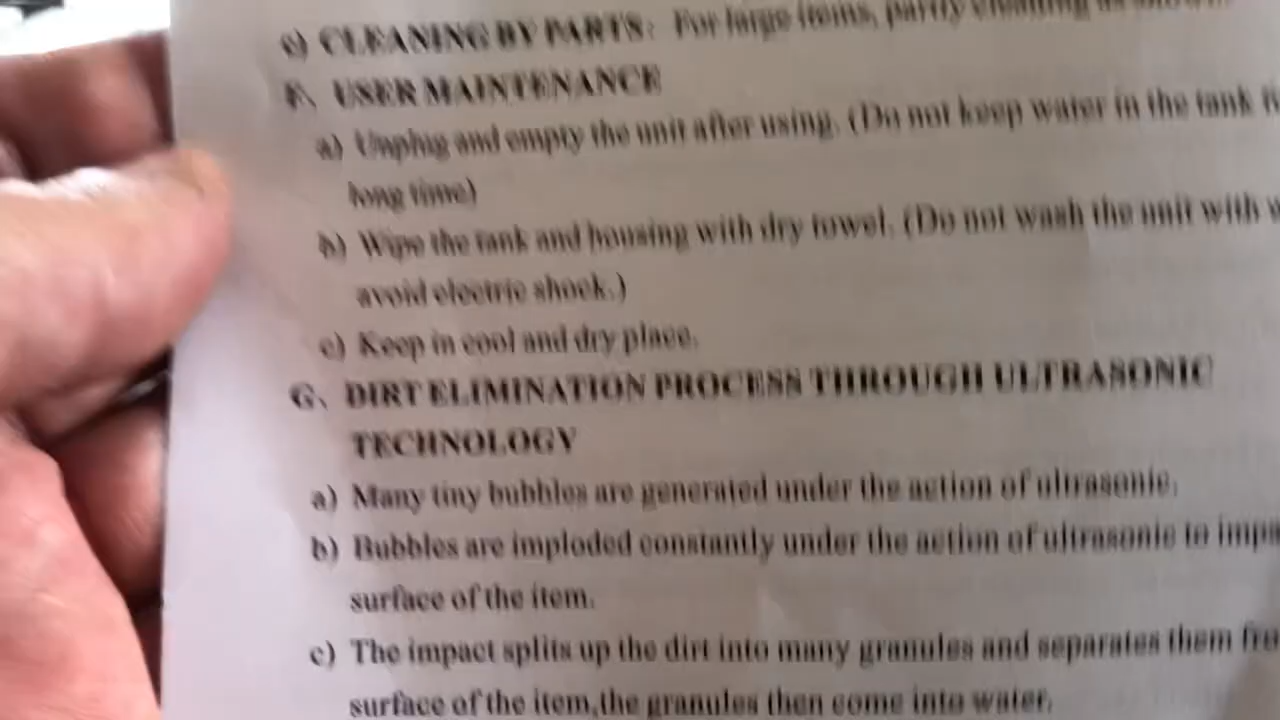 c) CLEANING BY PARTS: For large items, partly cleaning as shown.
F、 USER MAINTENANCE
a) Unplug and empty the unit after using. (Do not keep water in the tank
long time)
b) Wipe the tank and housing with dry towel. (Do not wash the unit with
avoid electric shock.)
c) Keep in cool and dry place.
G、 DIRT ELIMINATION PROCESS THROUGH ULTRASONIC
TECHNOLOGY
a) Many tiny bubbles are generated under the action of ultrasonic.
b) Bubbles are imploded constantly under the action of ultrasonic to
surface of the item.
c) The impact splits up the dirt into many granules and separates them
surface of the item,the granules then come into water.